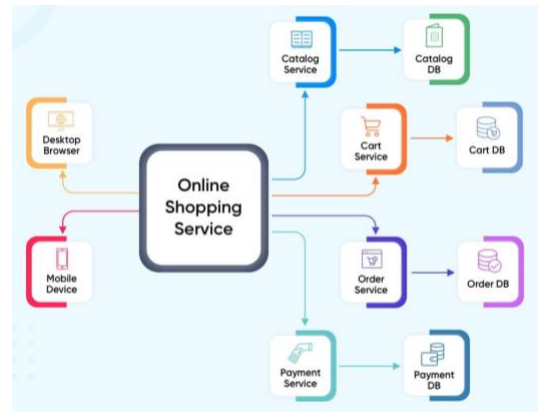 Catalog
Service
Catalog
DB
Desktop
Browser
Cart
Service
Cart DB
Online
Shopping
Service
Mobile
Device
Order
Service
Order DB
Payment
Service
Payment
DB